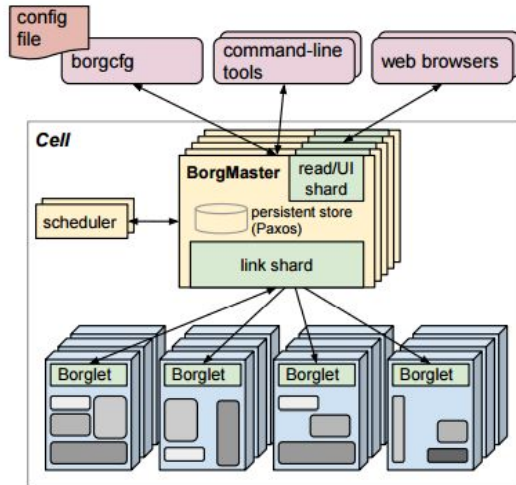 config
file
borgcfg
command-line
tools
web browsers
Cell
BorgMaster
read/UI
shard
persistent store
(Paxos)
scheduler
link shard
Borglet
Borglet
Borglet
Borglet